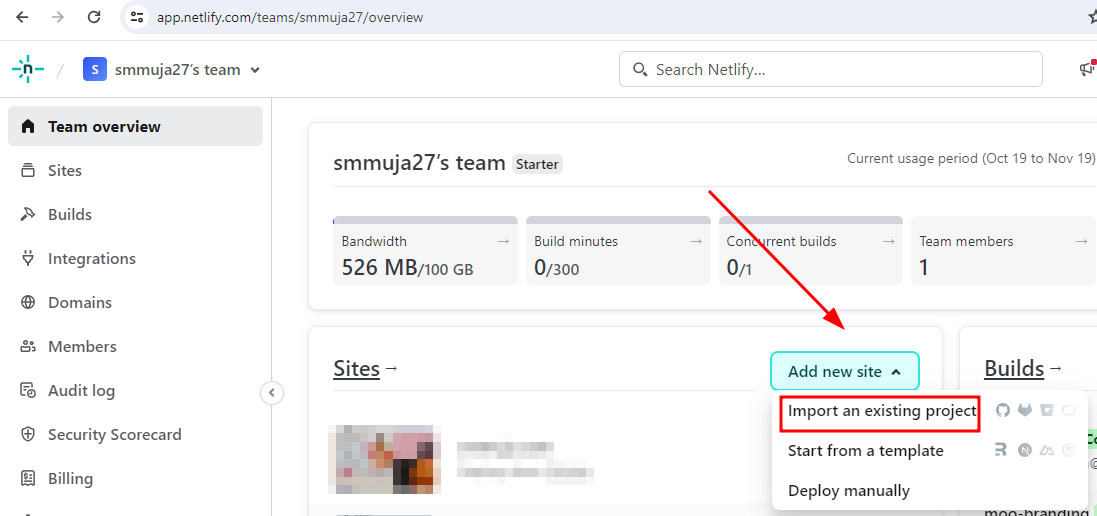 app.netlify.com/teams/smmuja27/overview
n
S smmuja27's team
Search Netlify...
Team overview
Sites
Builds
Integrations
Domains
Members
Audit log
Security Scorecard
Billing
smmuja27's team Starter
Current usage period (Oct 19 to Nov 19)
Bandwidth →
526 MB/100 GB
Build minutes →
0/300
Concurrent builds →
0/1
Team members →
1
Sites →
Add new site
Import an existing project
Start from a template
Deploy manually
Builds →
Co
@
moo-branding